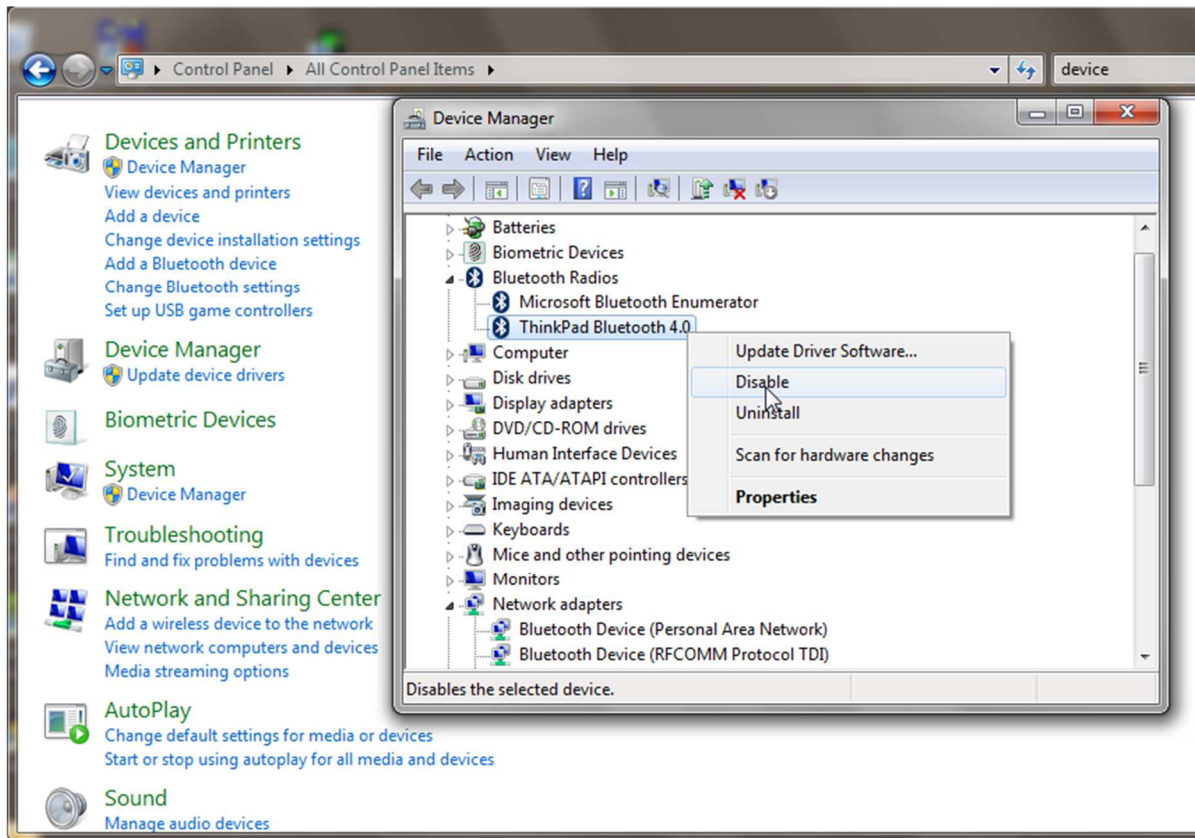 Control Panel All Control Panel Items
device
Devices and Printers
Device Manager
View devices and printers
Add a device
Change device installation settings
Add a Bluetooth device
Change Bluetooth settings
Set up USB game controllers
Device Manager
Update device drivers
Biometric Devices
System
Device Manager
Troubleshooting
Find and fix problems with devices
Network and Sharing Center
Add a wireless device to the network
View network computers and devices
Media streaming options
AutoPlay
Change default settings for media or devices
Start or stop using autoplay for all media and devices
Sound
Manage audio devices
Device Manager
File Action View Help
Batteries
Biometric Devices
Bluetooth Radios
Microsoft Bluetooth Enumerator
ThinkPad Bluetooth 4.0
Computer
Disk drives
Display adapters
DVD/CD-ROM drives
Human Interface Devices
IDE ATA/ATAPI controllers
Imaging devices
Keyboards
Mice and other pointing devices
Monitors
Network adapters
Bluetooth Device (Personal Area Network)
Bluetooth Device (RFCOMM Protocol TDI)
Disables the selected device.
Update Driver Software...
Disable
Uninstall
Scan for hardware changes
Properties